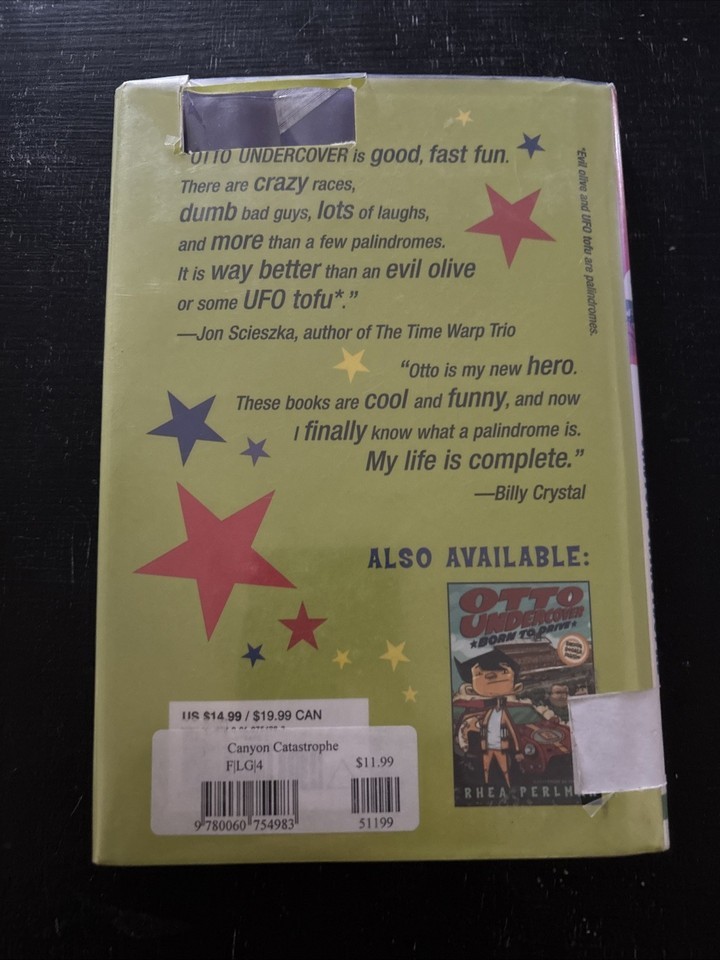 "OTTO UNDERCOVER is good, fast fun.
There are crazy races,
dumb bad guys, lots of laughs,
and more than a few palindromes.
It is way better than an evil olive
or some UFO tofu*."
—Jon Scieszka, author of The Time Warp Trio
*Evil olive and UFO tofu are palindromes.
"Otto is my new hero.
These books are cool and funny, and now
I finally know what a palindrome is.
My life is complete."
—Billy Crystal
ALSO AVAILABLE:
OTTO
UNDERCOVER
★BORN TO DRIVE★
RHEA PERLM
US $14.99 / $19.99 CAN
Canyon Catastrophe
F|LG|4
$11.99
9 780060 754983
51199